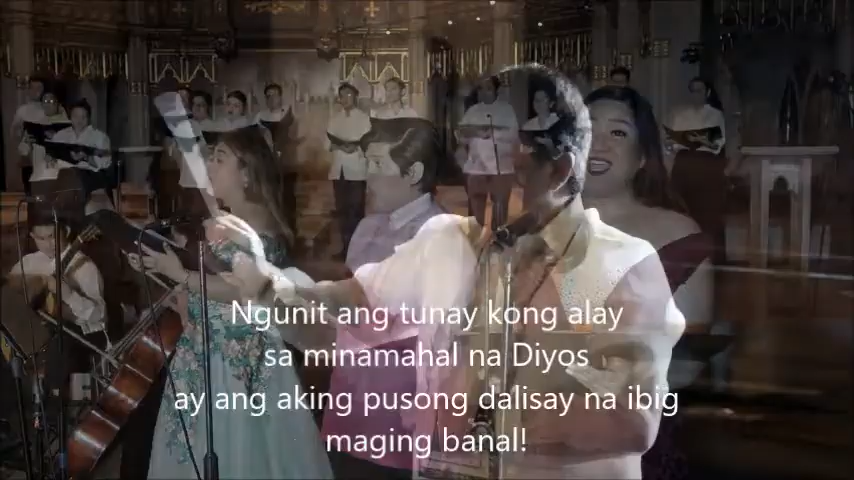 Ngunit ang tunay kong alay
sa minamahal na Diyos
ay ang aking pusong dalisay na ibig
maging banal!